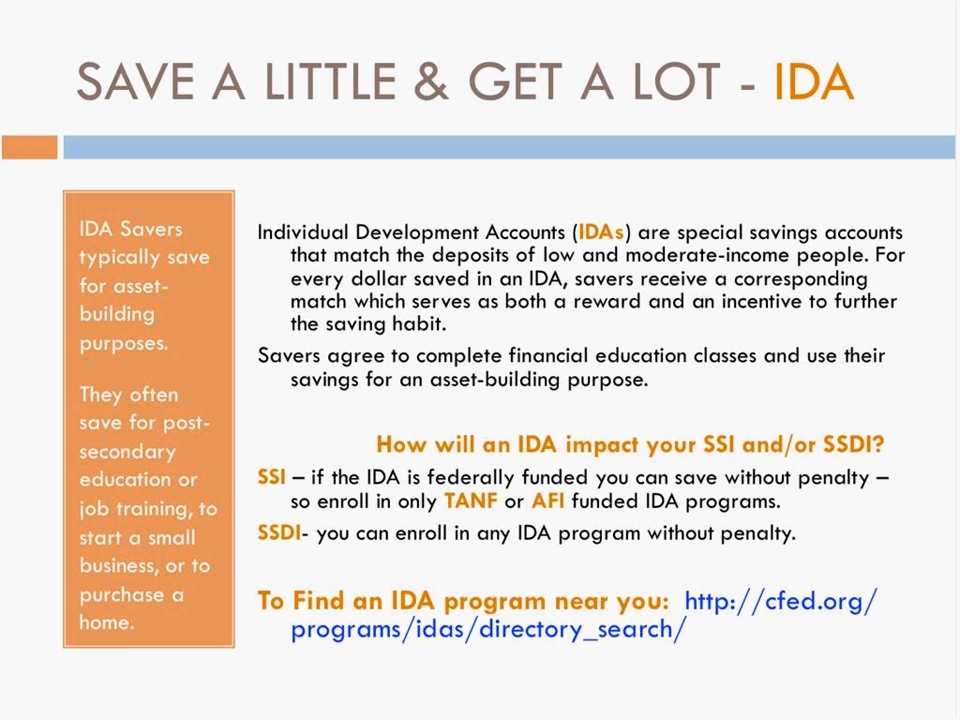 SAVE A LITTLE & GET A LOT - IDA
IDA Savers
typically save
for asset-
building
purposes.
They often
save for post-
secondary
education or
job training, to
start a small
business, or to
purchase a
home.
Individual Development Accounts (IDAs) are special savings accounts
that match the deposits of low and moderate-income people. For
every dollar saved in an IDA, savers receive a corresponding
match which serves as both a reward and an incentive to further
the saving habit.
Savers agree to complete financial education classes and use their
savings for an asset-building purpose.
How will an IDA impact your SSI and/or SSDI?
SSI – if the IDA is federally funded you can save without penalty –
so enroll in only TANF or AFI funded IDA programs.
SSDI- you can enroll in any IDA program without penalty.
To Find an IDA program near you: http://cfed.org/
programs/idas/directory_search/